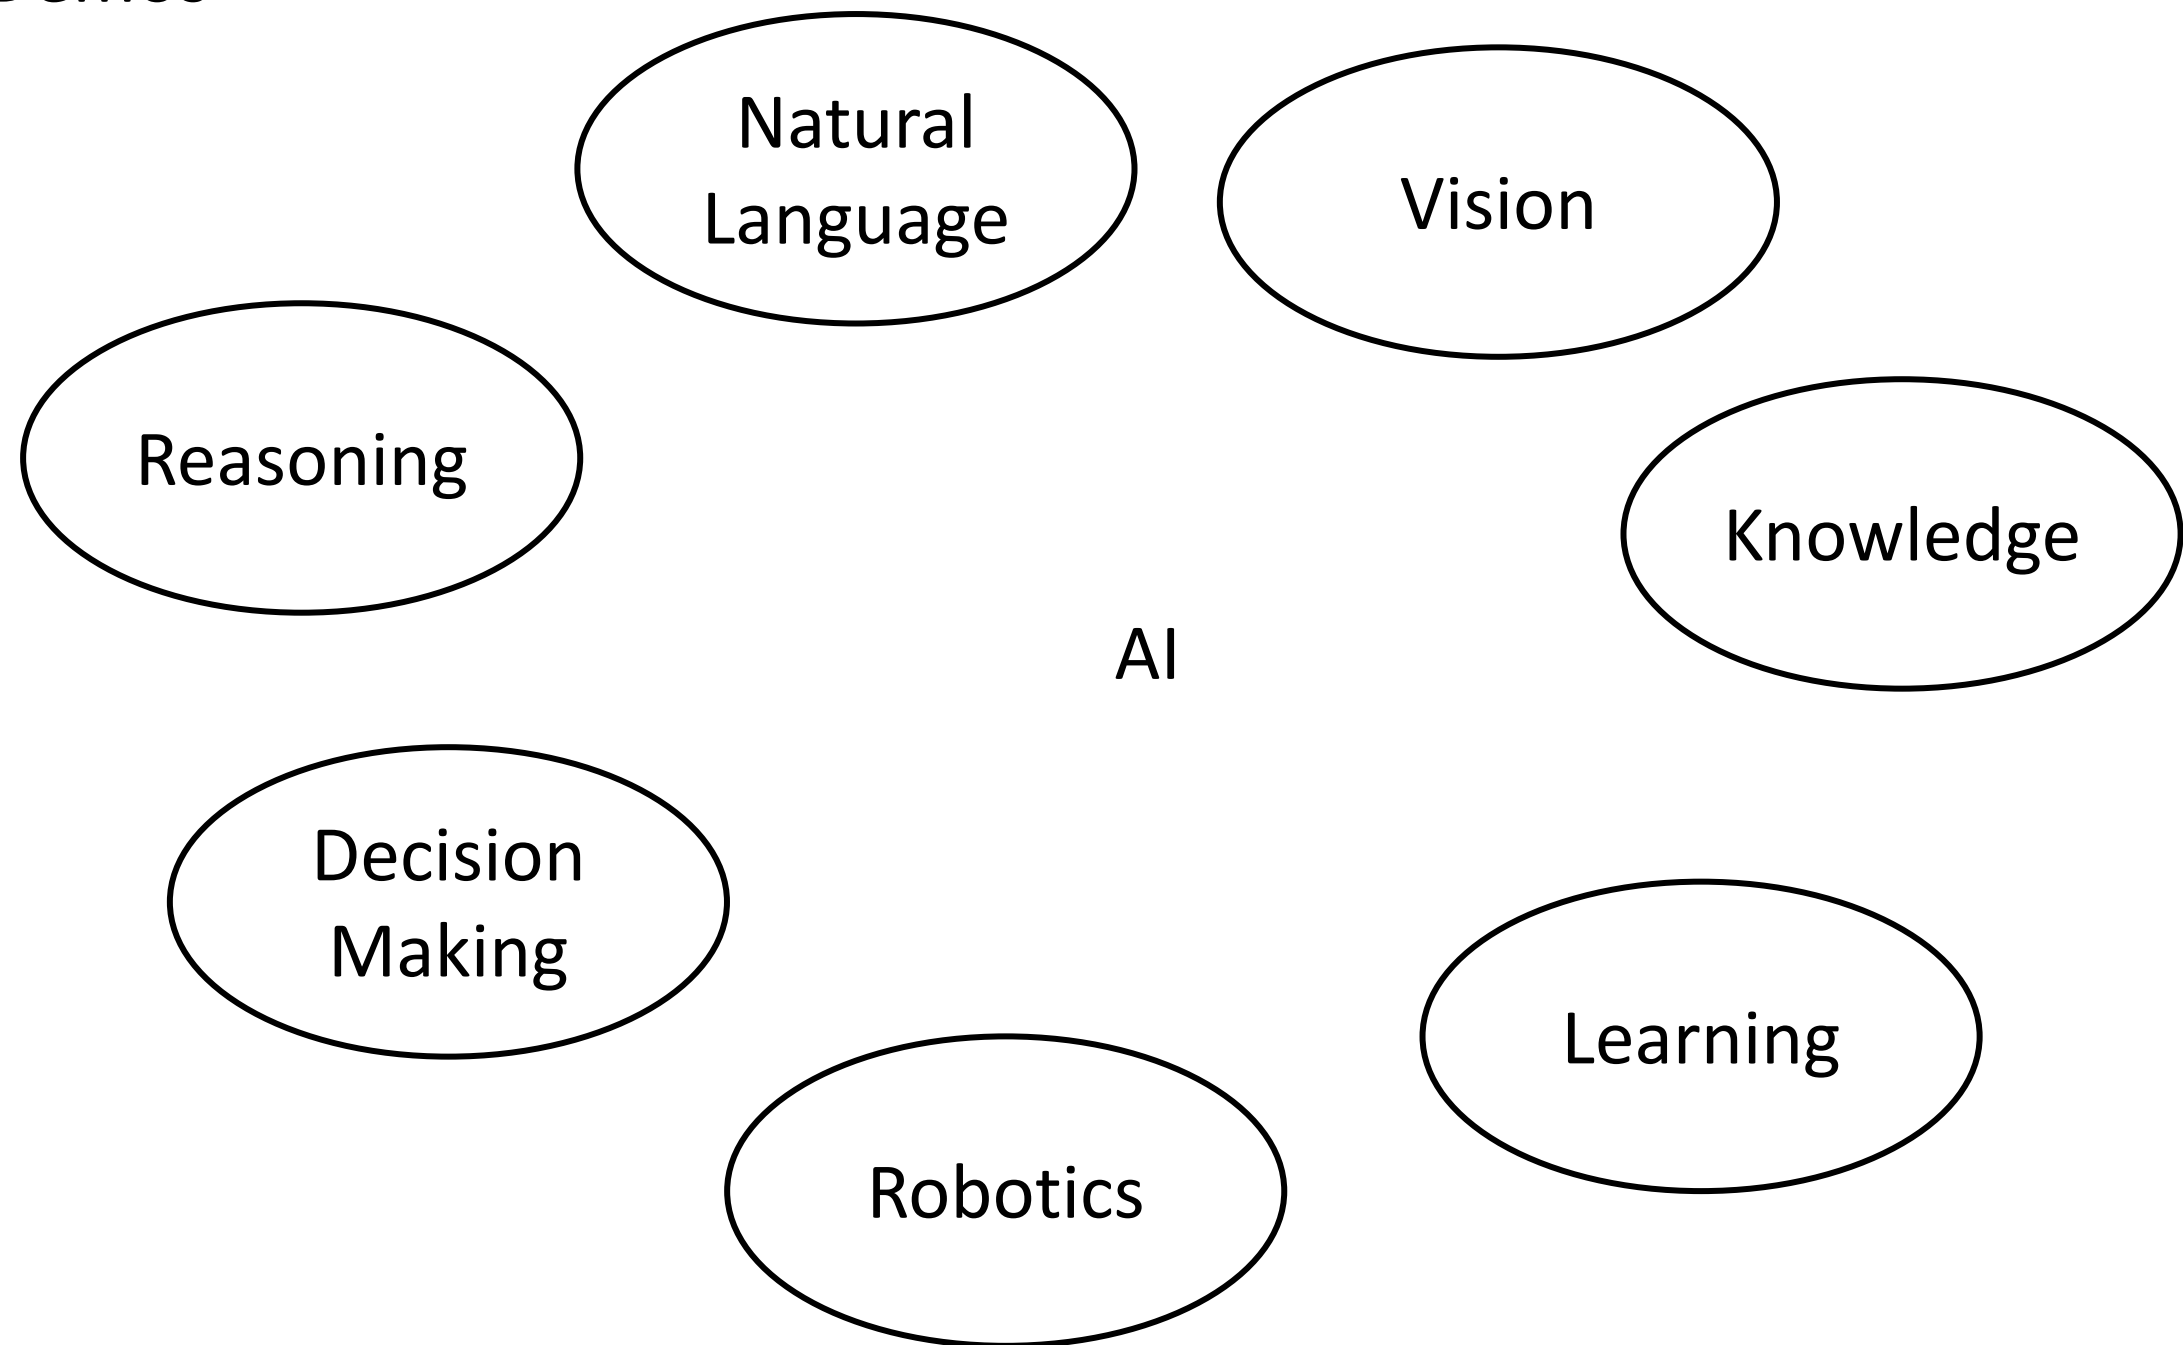 Natural
Language
Vision
Reasoning
Knowledge
AI
Decision
Making
Learning
Robotics